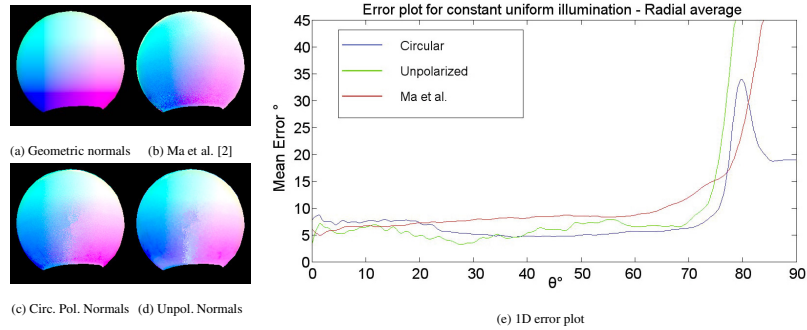 (a) Geometric normals
(b) Ma et al. [2]
(c) Circ. Pol. Normals
(d) Unpol. Normals
Error plot for constant uniform illumination - Radial average
Circular
Unpolarized
Ma et al.
Mean Error °
45
40
35
30
25
20
15
10
5
0
0 10 20 30 40 50 60 70 80 90
θ°
(e) 1D error plot